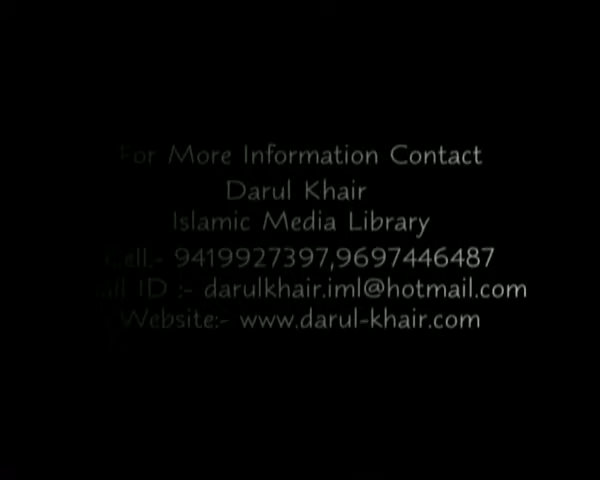 For More Information Contact
Darul Khair
Islamic Media Library
Cell:- 9419927397,9697446487
ID :- darulkhair.iml@hotmail.com
Website:- www.darul-khair.com